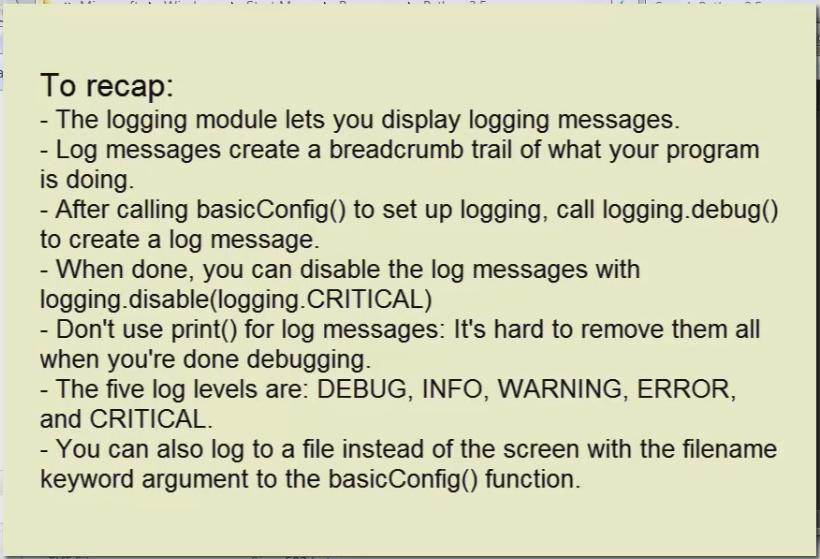 To recap:
- The logging module lets you display logging messages.
- Log messages create a breadcrumb trail of what your program
is doing.
- After calling basicConfig() to set up logging, call logging.debug()
to create a log message.
- When done, you can disable the log messages with
logging.disable(logging.CRITICAL)
- Don't use print() for log messages: It's hard to remove them all
when you're done debugging.
- The five log levels are: DEBUG, INFO, WARNING, ERROR,
and CRITICAL.
- You can also log to a file instead of the screen with the filename
keyword argument to the basicConfig() function.